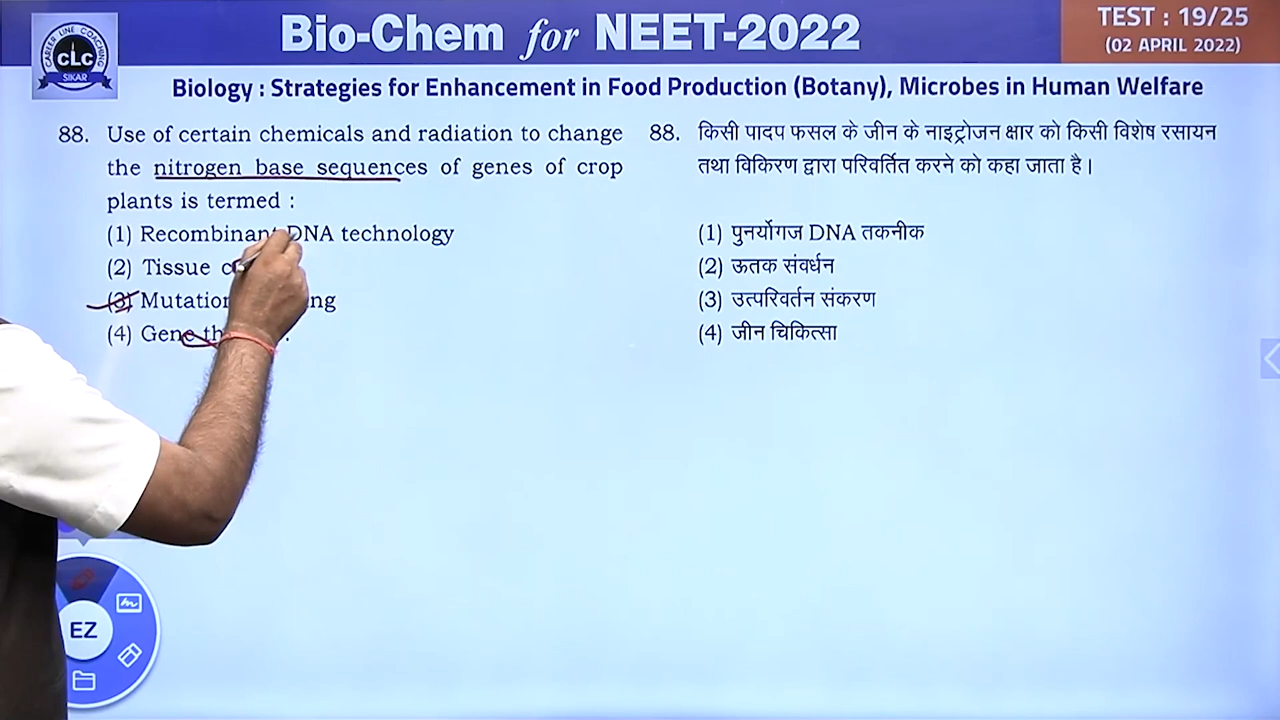 CAREER LINE COACHING
CLC
SIKAR
Bio-Chem for NEET-2022
TEST : 19/25
(02 APRIL 2022)
Biology : Strategies for Enhancement in Food Production (Botany), Microbes in Human Welfare
88. Use of certain chemicals and radiation to change
the nitrogen base sequences of genes of crop
plants is termed :
(1) Recombinant DNA technology
(2) Tissue
(3) Mutation
(4) Gene
88. किसी पादप फसल के जीन के नाइट्रोजन क्षार को किसी विशेष रसायन
तथा विकिरण द्वारा परिवर्तित करने को कहा जाता है।
(1) पुनर्योगज DNA तकनीक
(2) ऊतक संवर्धन
(3) उत्परिवर्तन संकरण
(4) जीन चिकित्सा
EZ